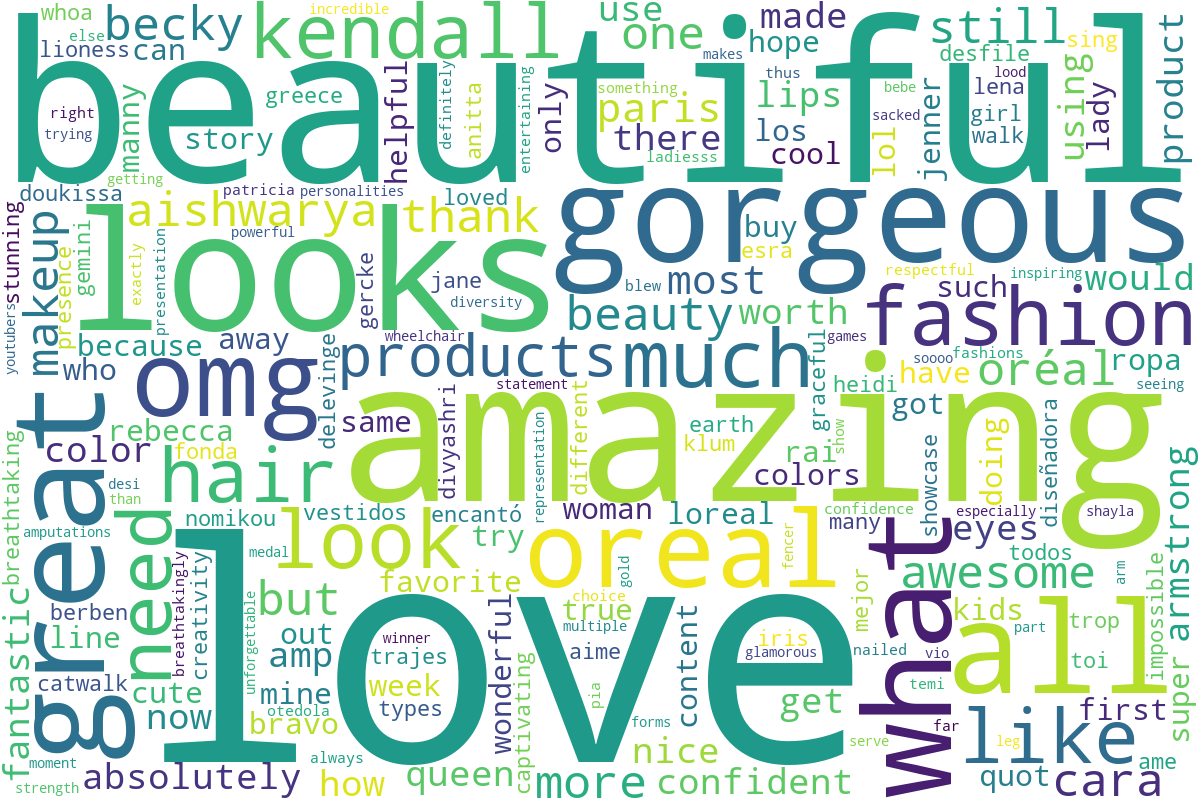 whoa
else
incredible
becky
kendall
use
one
made
hope
still
desfile
sing
product
lioness
can
beautiful
right
trying
manny
greece
story
helpful
definitely
anitta
entertaining
only
something
paris
there
ladiesss
makes
thus
lips
los
cool
lol
bebe
sacked
jenner
lood
lena
girl
walk
using
lady
getting
doukissa
patricia
personalities
loved
aishwarya
thank
gorgeous
buy
esra
youtubersstunning
makeup
presence
gemini
looks
powerful
exactly
presentation
gercke
jane
diversity
blew
most
respectful
inspiring
such
would
because
away
wheelchair
beauty
worth
games
fashion
who
omg
delevinge
products
much
graceful
soooo
fashions
oréal
ropa
seeing
have
heidi
great
color
rebecca
fonda
same
statement
amazing
divyashri
different
earth
klum
rai
show
got
colors
hair
desi
than
fantasticbreathtaking
amputations
need
nomikou
vestidos
encantó
representation
woman
loreal
confidence
many
showcase
especially
doing
diseñadora
shayla
look
try
oreal
fencer
what
eyes
todos
armstrong
super
arm
impossible
awesome
medal
gold
favorite
choice
true
but
berben
line
breathtakingly
creativity
unforgettable
love
out
amp
winner
trajes
multiple
aime
wonderful
content
iris
glamorous
mejor
nailed
kids
part
trop
toi
vio
temi
all
catwalk
cute
mine
otedola
week
types
pia
get
now
bravo
captivating
forms
nice
serve
far
like
leg
first
ame
moment
strength
absolutely
always
how
queen
more
confident
quot
cara